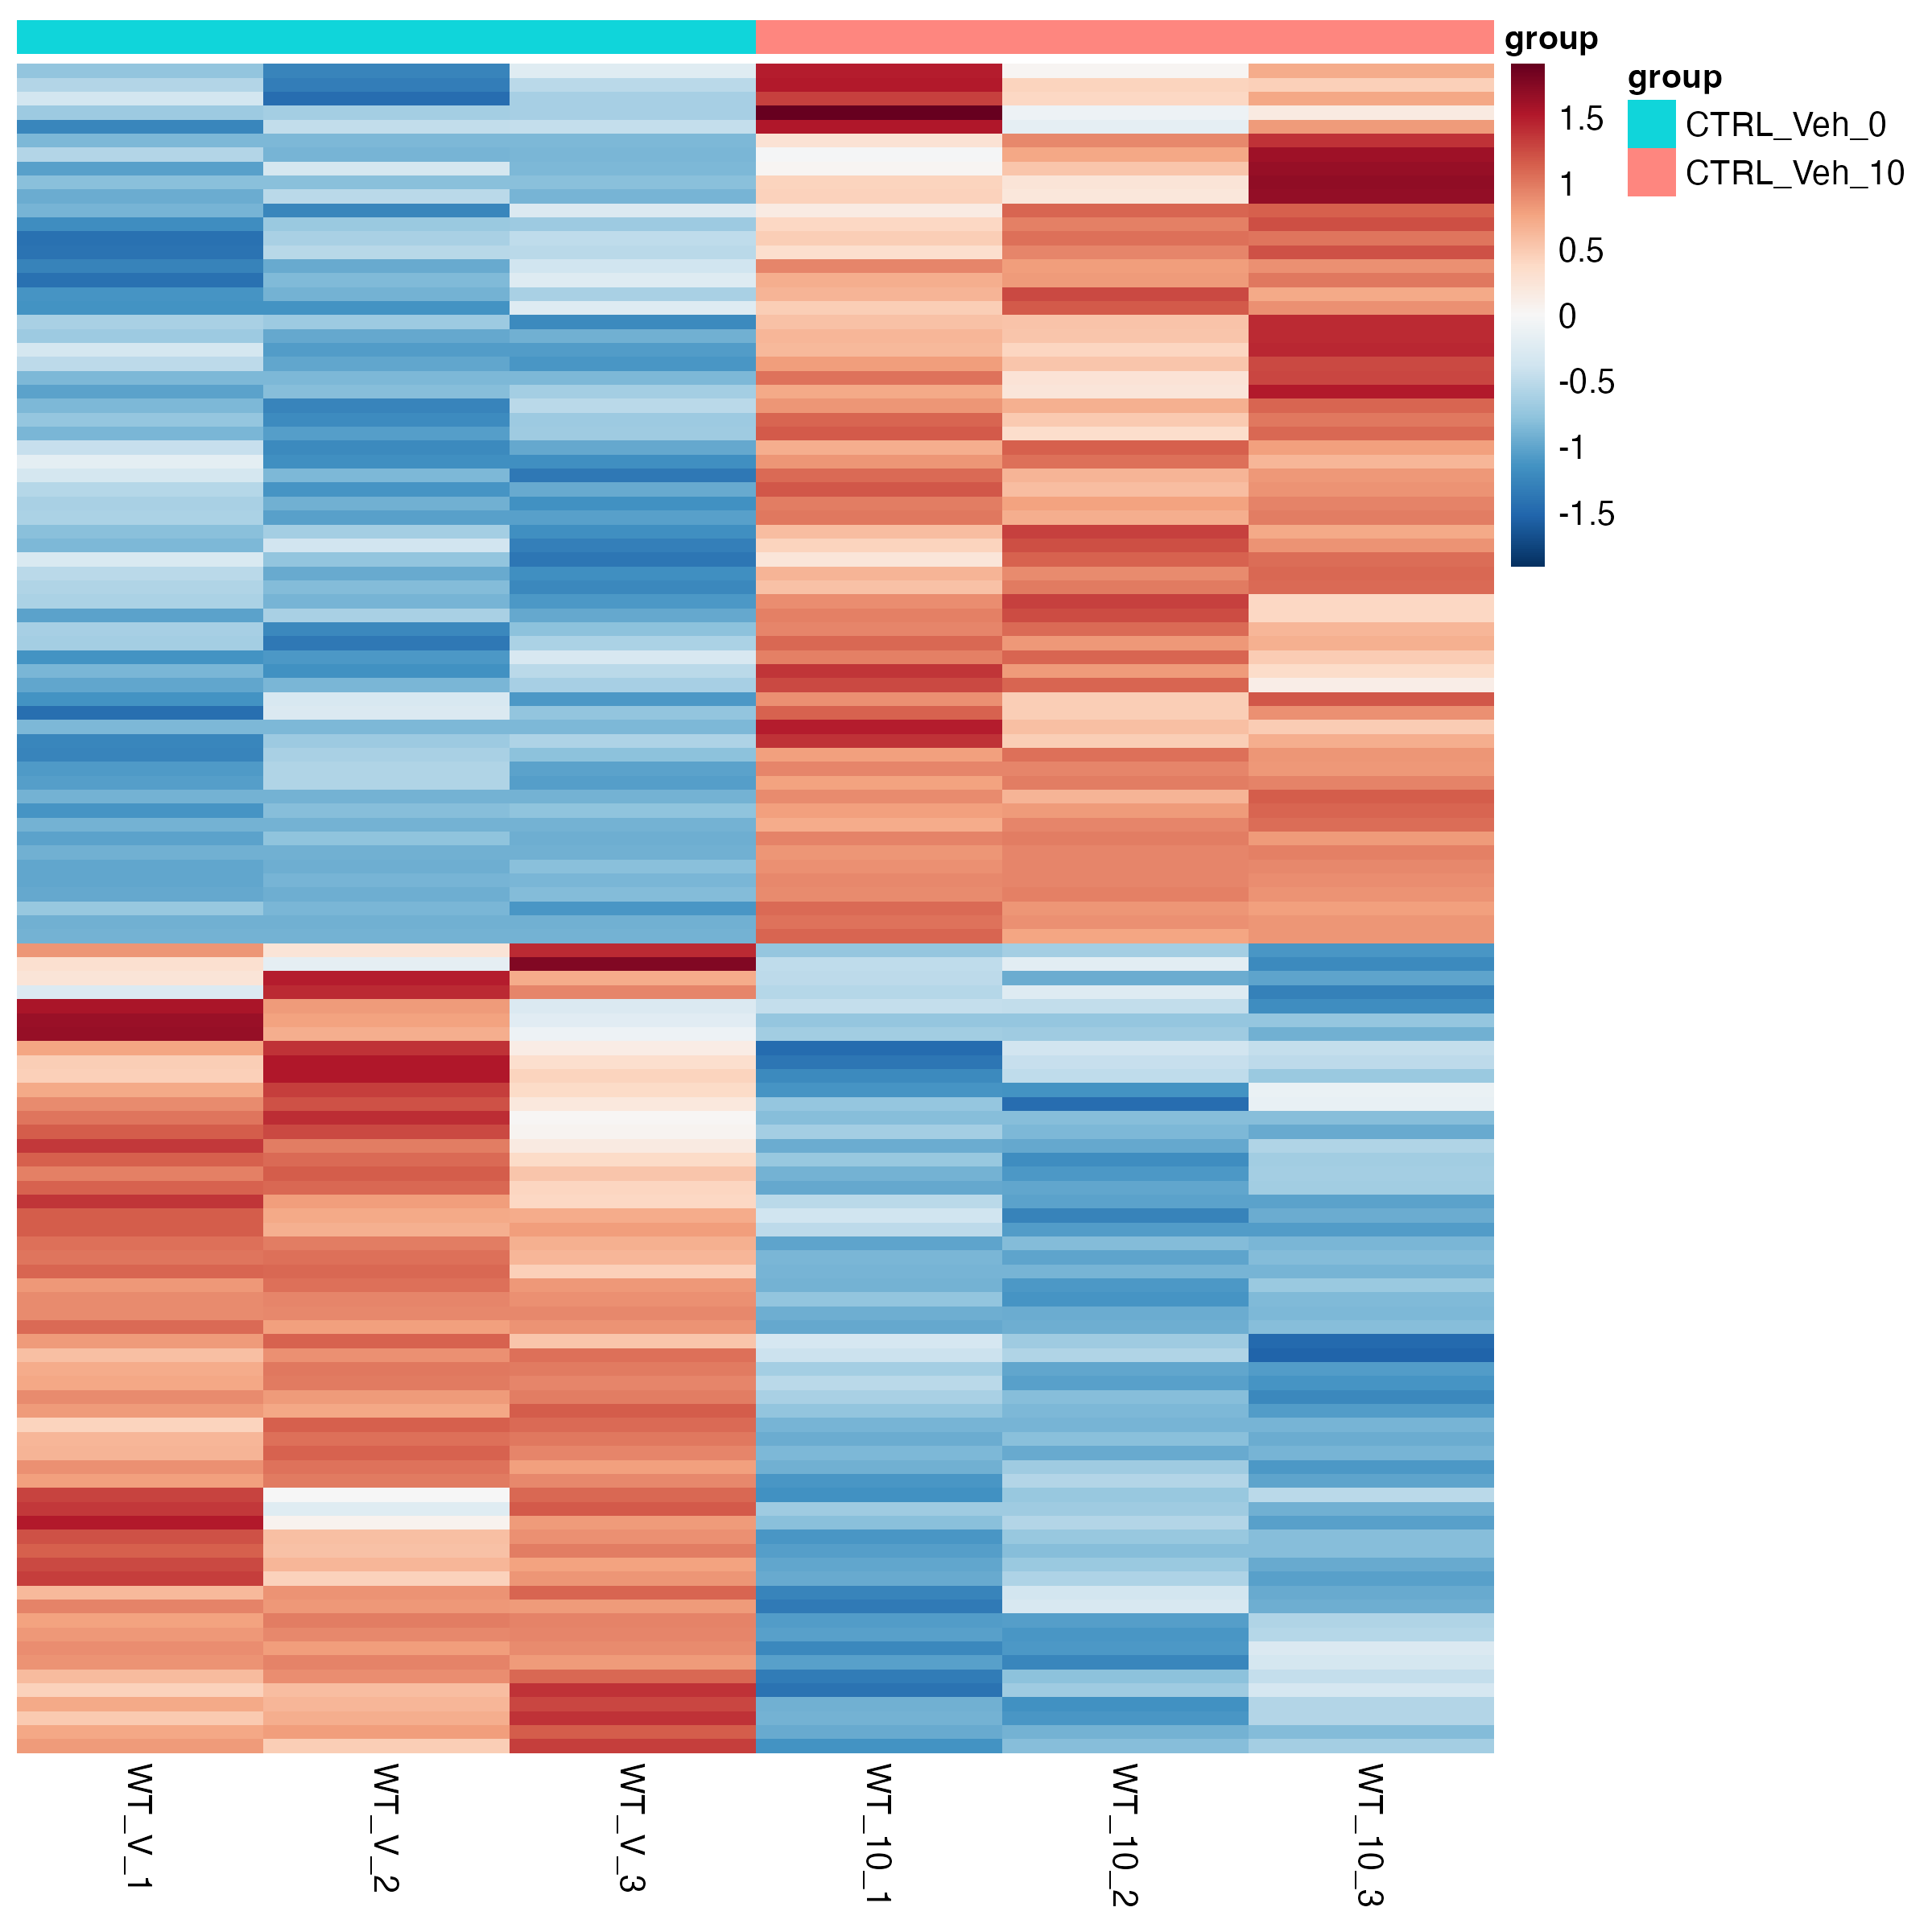 group
group
CTRL_Veh_0
CTRL_Veh_10
1.5
1
0.5
0
-0.5
-1
-1.5
WT_V_1
WT_V_2
WT_V_3
WT_10_1
WT_10_2
WT_10_3